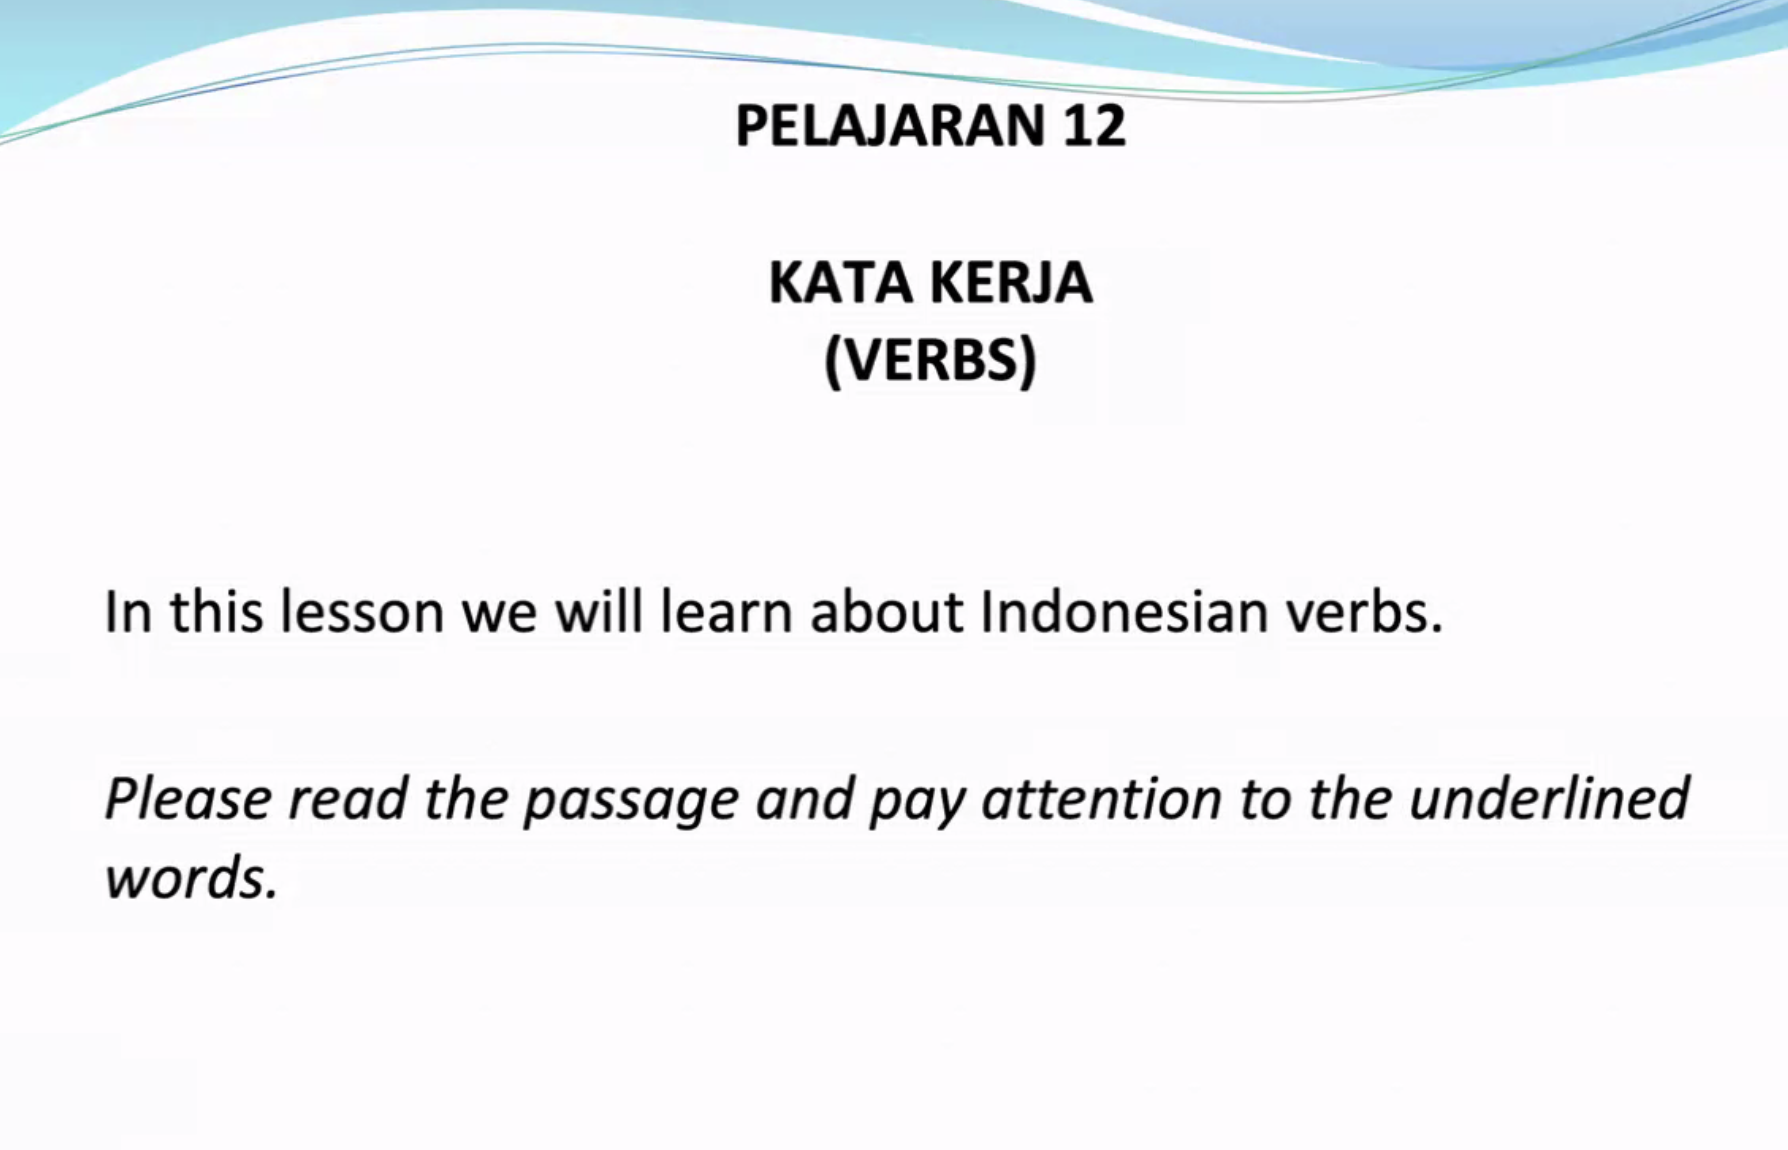 PELAJARAN 12
KATA KERJA
(VERBS)
In this lesson we will learn about Indonesian verbs.
Please read the passage and pay attention to the underlined
words.